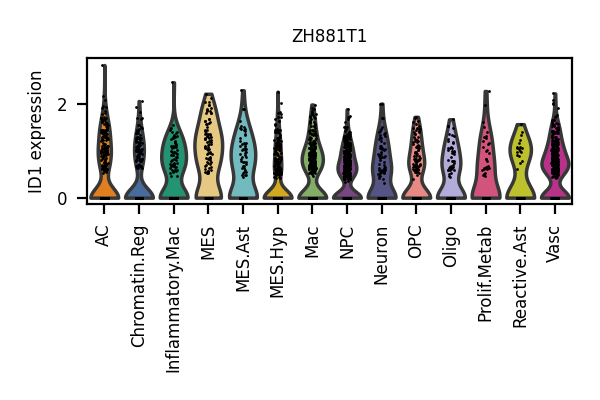 ZH881T1
ID1 expression
2
0
AC
Chromatin.Reg
Inflammatory.Mac
MES
MES.Ast
MES.Hyp
Mac
NPC
Neuron
OPC
Oligo
Prolif.Metab
Reactive.Ast
Vasc